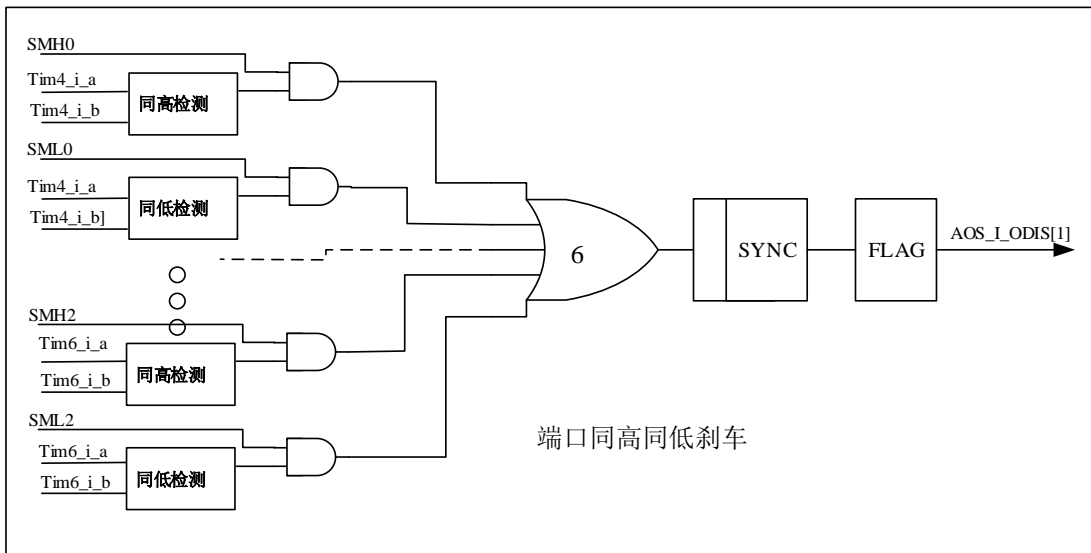 SMH0
Tim4_i_a
同高检测
Tim4_i_b
SML0
Tim4_i_a
同低检测
Tim4_i_b]
6
SYNC
FLAG
AOS_I_ODIS[1]
SMH2
Tim6_i_a
同高检测
Tim6_i_b
SML2
Tim6_i_a
同低检测
Tim6_i_b
端口同高同低刹车